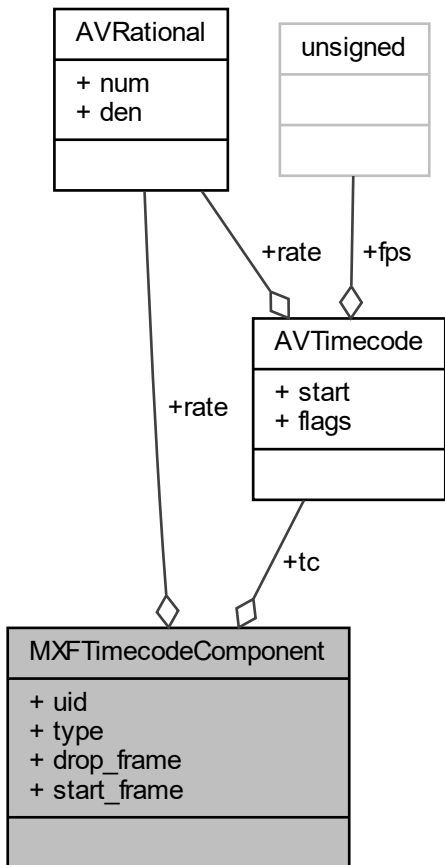 AVRational
+ num
+ den
unsigned
+rate
+fps
AVTimecode
+ start
+ flags
+rate
+tc
MXFTimecodeComponent
+ uid
+ type
+ drop_frame
+ start_frame